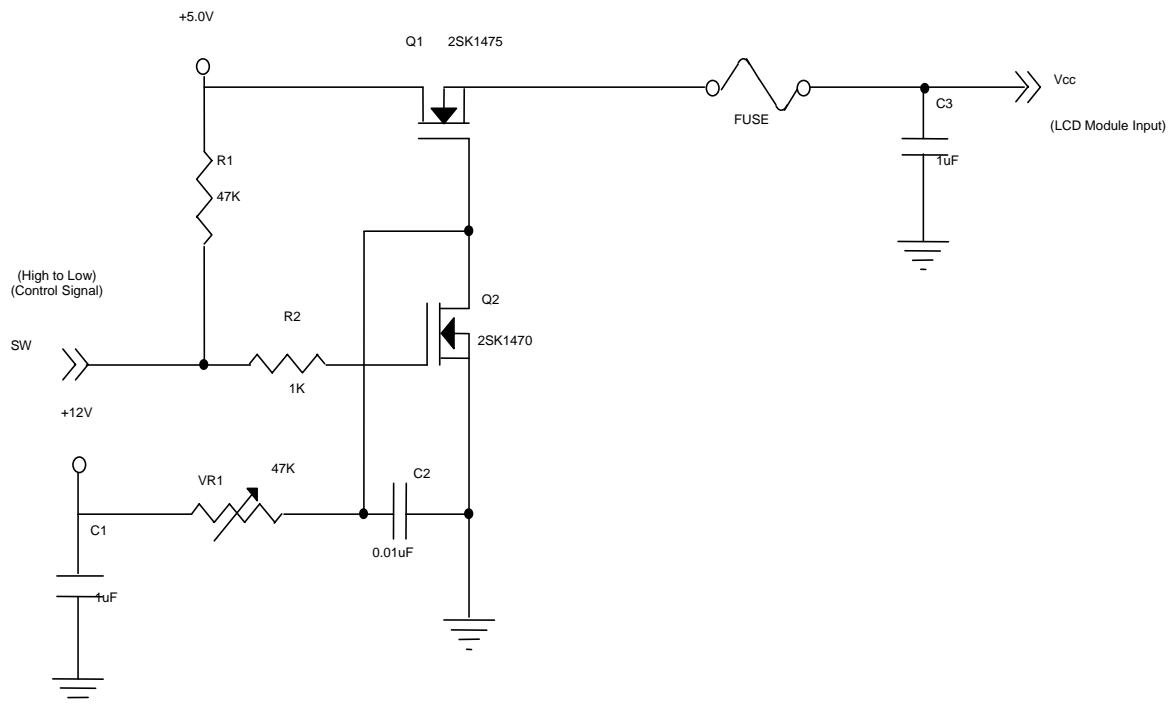 +5.0V
Q1 2SK1475
Vcc
C3
FUSE
(LCD Module Input)
R1
1uF
47K
(High to Low)
(Control Signal)
Q2
R2
2SK1470
SW
1K
+12V
47K
C2
VR1
C1
0.01uF
1uF